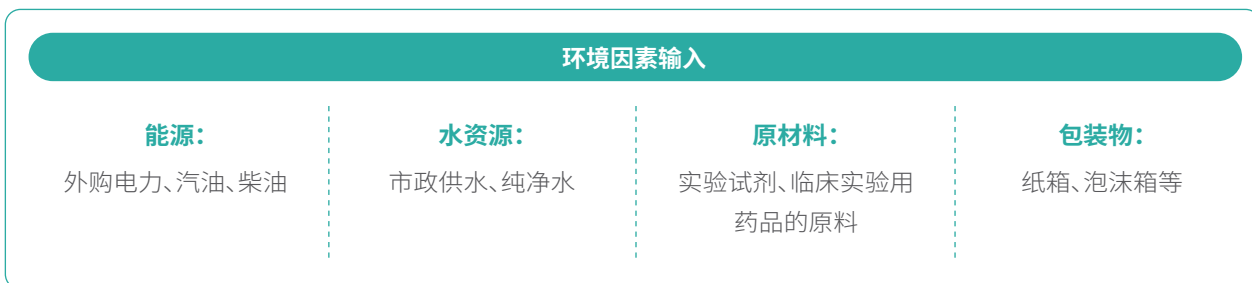 环境因素输入
能源：
外购电力、汽油、柴油
水资源：
市政供水、纯净水
原材料：
实验试剂、临床实验用
药品的原料
包装物：
纸箱、泡沫箱等